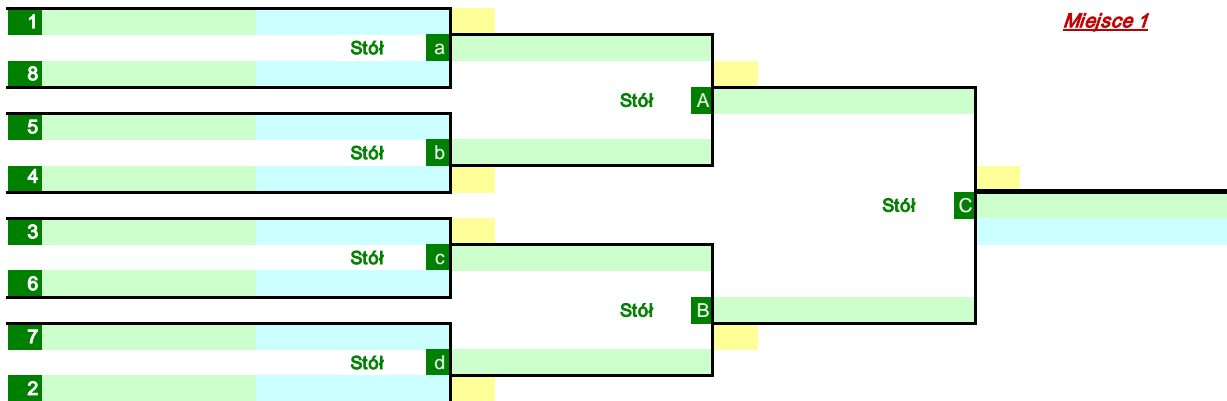 1 Miejsce 1
Stół a
8
Stół A
5
Stół b
4
Stół C
3
Stół c
6
Stół B
7
Stół d
2